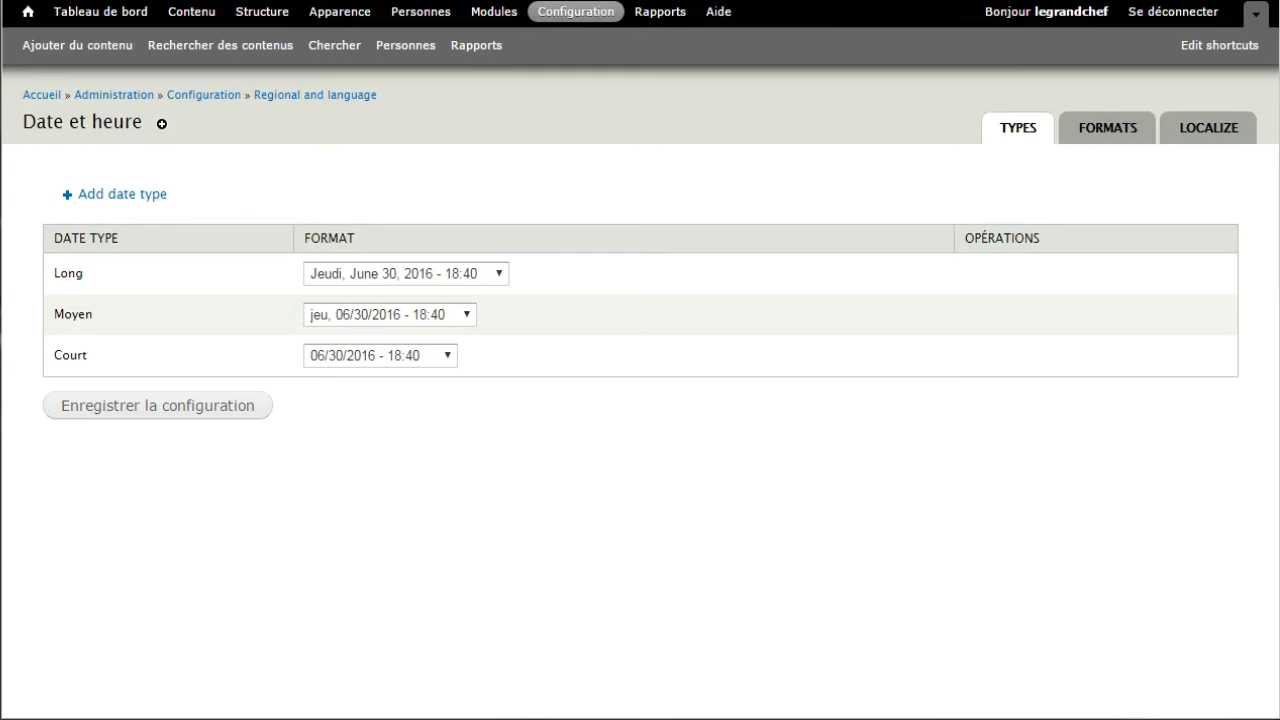 Tableau de bord Contenu Structure Apparence Personnes Modules Configuration Rapports Aide Bonjour legrandchef Se déconnecter
Ajouter du contenu Rechercher des contenus Chercher Personnes Rapports Edit shortcuts
Accueil » Administration » Configuration » Regional and language
Date et heure
TYPES FORMATS LOCALIZE
Add date type
DATE TYPE FORMAT OPÉRATIONS
Long Jeudi, June 30, 2016 - 18:40
Moyen jeu, 06/30/2016 - 18:40
Court 06/30/2016 - 18:40
Enregistrer la configuration